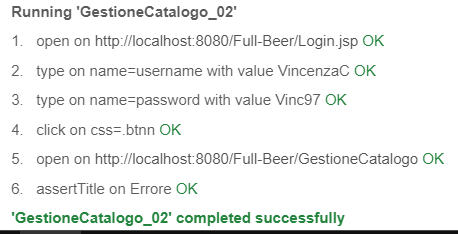 Running 'GestioneCatalogo_02'
1. open on http://localhost:8080/Full-Beer/Login.jsp OK
2. type on name=username with value VincenzaC OK
3. type on name=password with value Vinc97 OK
4. click on css=.btnn OK
5. open on http://localhost:8080/Full-Beer/GestioneCatalogo OK
6. assertTitle on Errore OK
'GestioneCatalogo_02' completed successfully